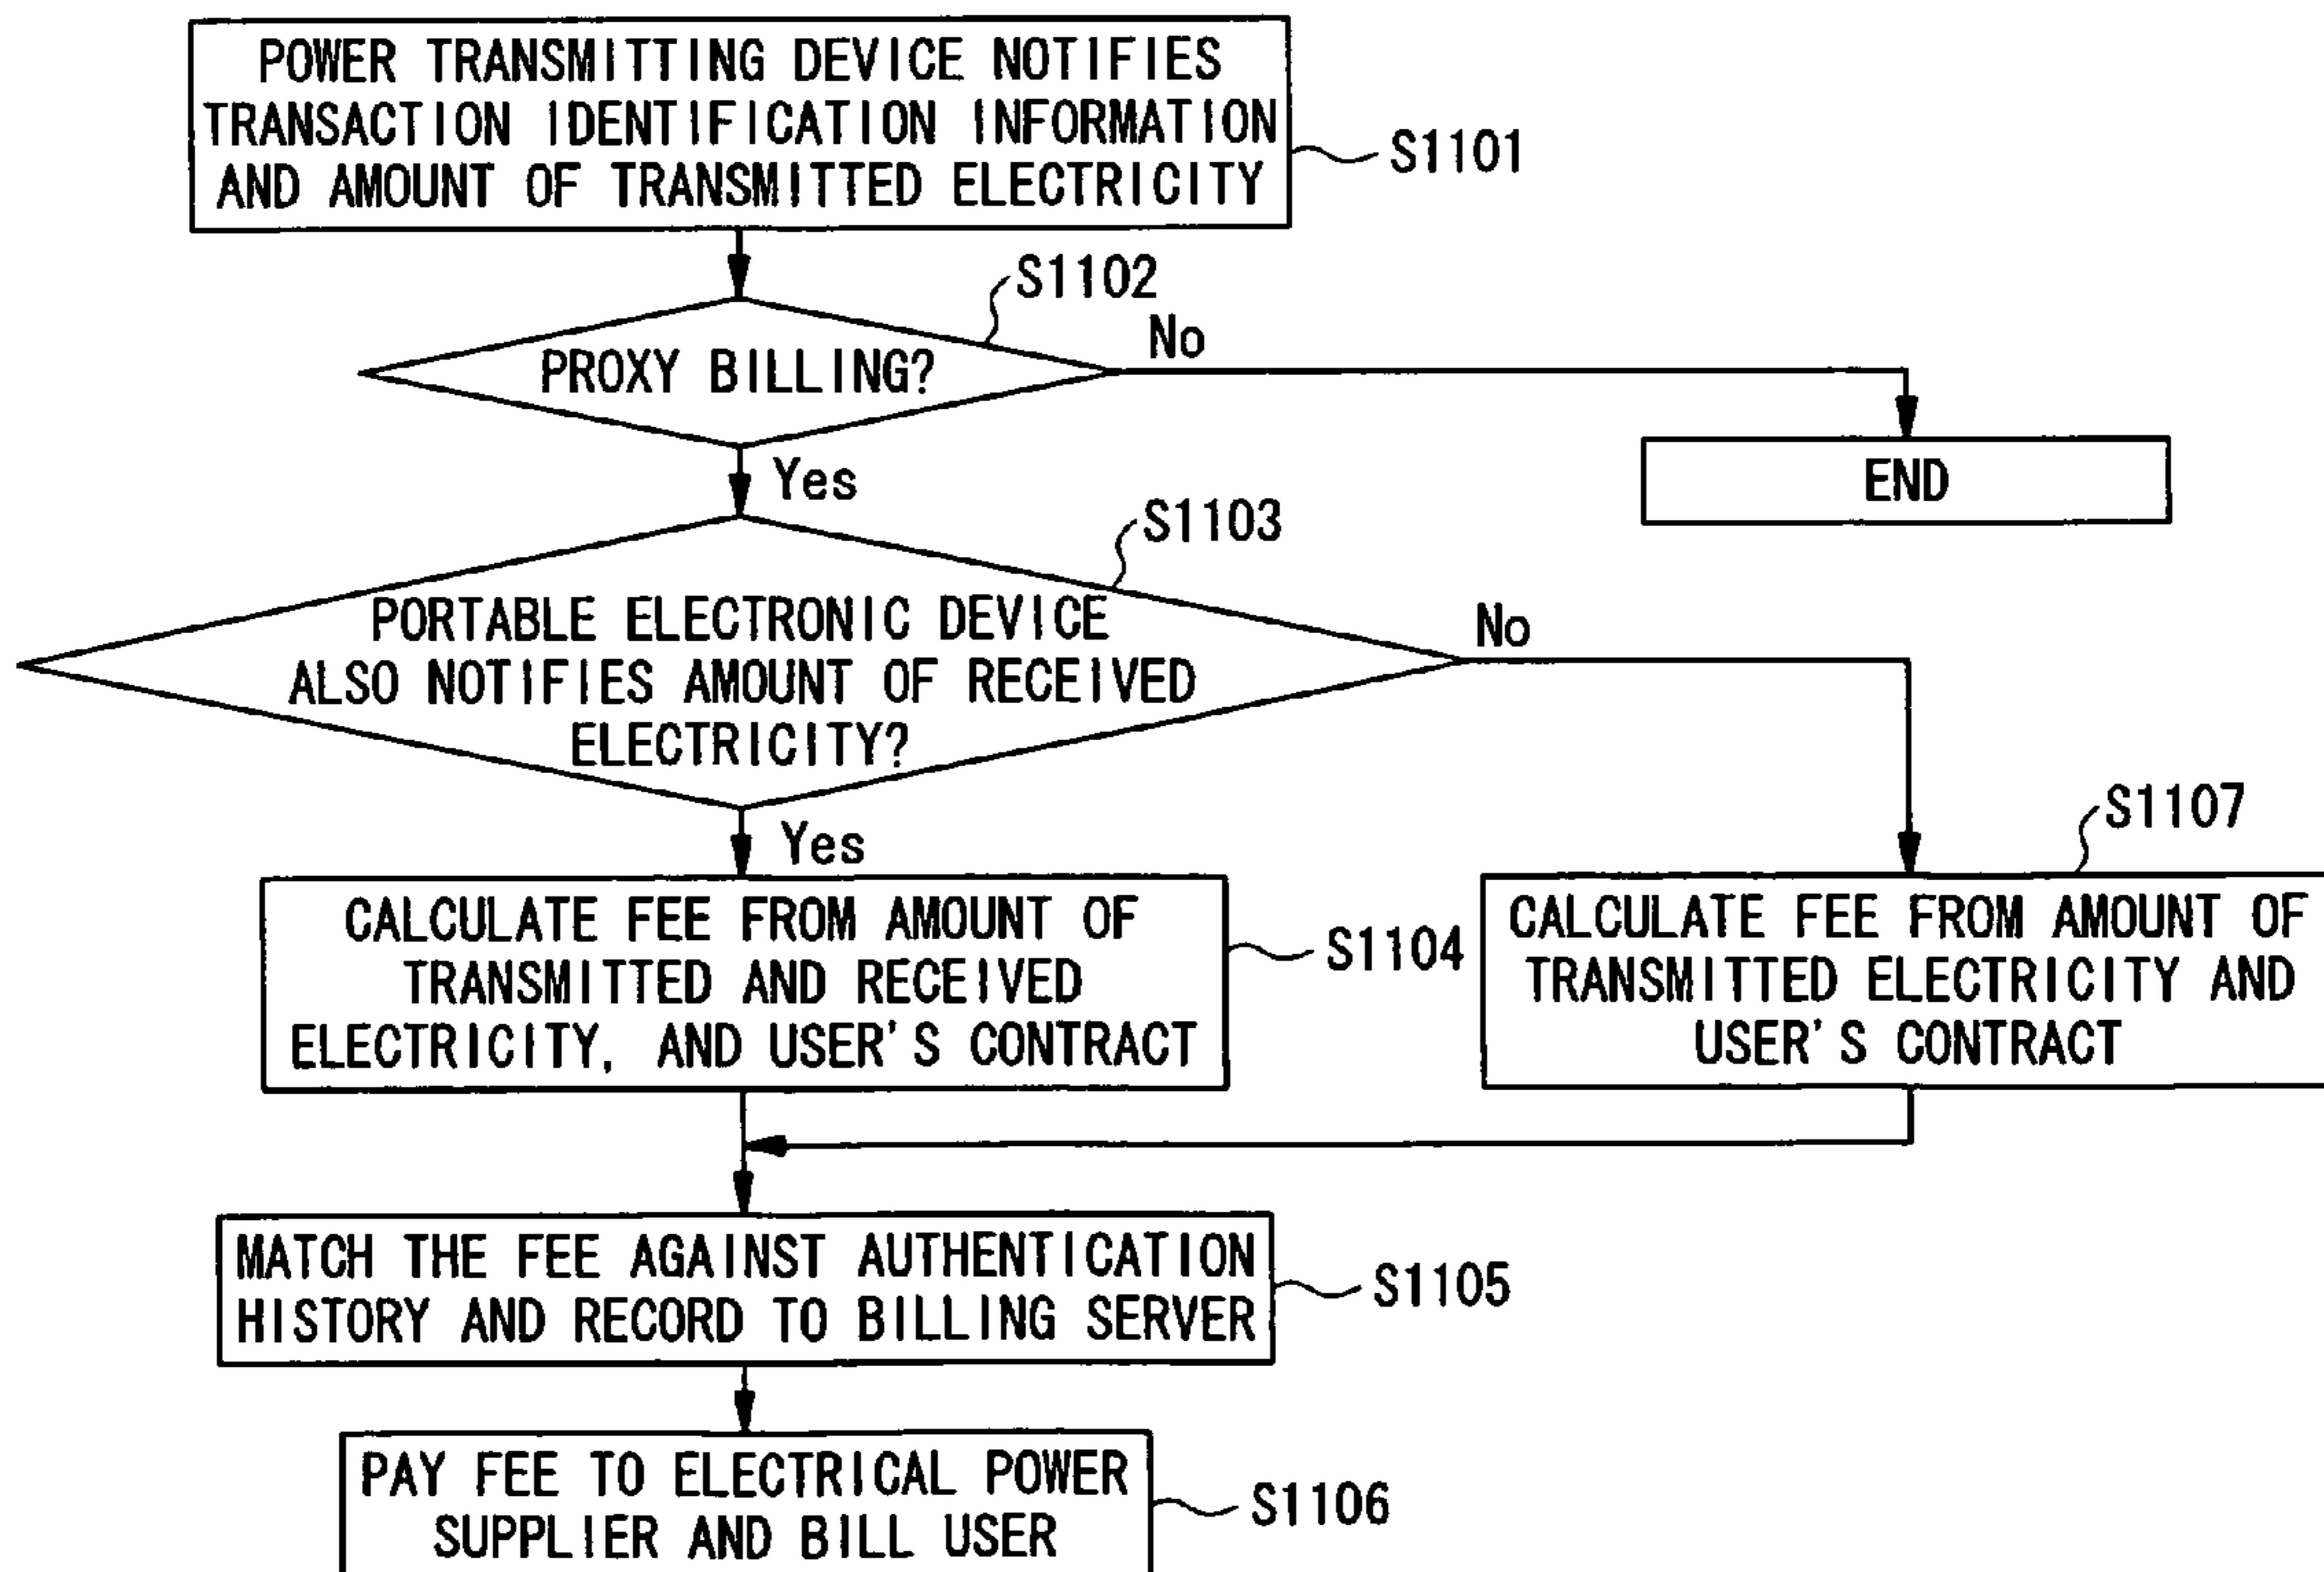 POWER TRANSMITTING DEVICE NOTIFIES
TRANSACTION IDENTIFICATION INFORMATION
AND AMOUNT OF TRANSMITTED ELECTRICITY
S1101
S1102
PROXY BILLING?
No
END
Yes
S1103
PORTABLE ELECTRONIC DEVICE
ALSO NOTIFIES AMOUNT OF RECEIVED
ELECTRICITY?
No
Yes
S1107
CALCULATE FEE FROM AMOUNT OF
TRANSMITTED AND RECEIVED
ELECTRICITY, AND USER'S CONTRACT
S1104
CALCULATE FEE FROM AMOUNT OF
TRANSMITTED ELECTRICITY AND
USER'S CONTRACT
MATCH THE FEE AGAINST AUTHENTICATION
HISTORY AND RECORD TO BILLING SERVER
S1105
PAY FEE TO ELECTRICAL POWER
SUPPLIER AND BILL USER
S1106